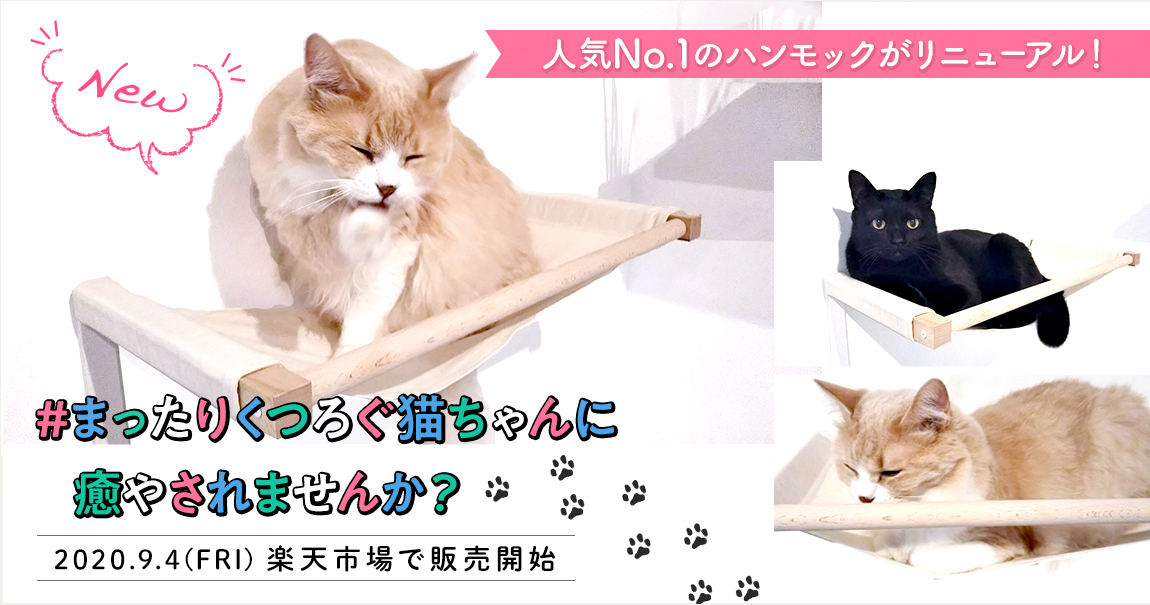 New
人気No.1のハンモックがリニューアル!
#まったりくつろぐ猫ちゃんに
癒やされませんか?
2020.9.4(FRI) 楽天市場で販売開始